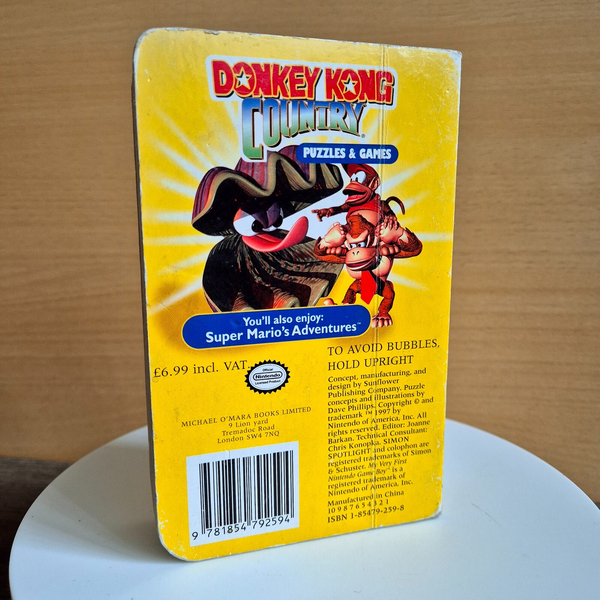 DONKEY KONG
COUNTRY
PUZZLES & GAMES
You'll also enjoy:
Super Mario's Adventures™
£6.99 incl. VAT
Official
Nintendo
Licensed Product
MICHAEL O'MARA BOOKS LIMITED
9 Lion yard
Tremadoc Road
London SW4 7NQ
9 781854 792594
TO AVOID BUBBLES,
HOLD UPRIGHT
Concept, manufacturing, and
design by Sunflower
Publishing Company. Puzzle
concepts and illustrations by
Dave Phillips. Copyright © and
trademark ™ 1997 by
Nintendo of America, Inc. All
rights reserved. Editor: Joanne
Barkan. Technical Consultant:
Chris Konopka. SIMON
SPOTLIGHT and colophon are
registered trademarks of Simon
& Schuster. My Very First
Nintendo Game Boy™ is a
registered trademark of
Nintendo of America, Inc.
Manufactured in China
10 9 8 7 6 5 4 3 2 1
ISBN 1-85479-259-8